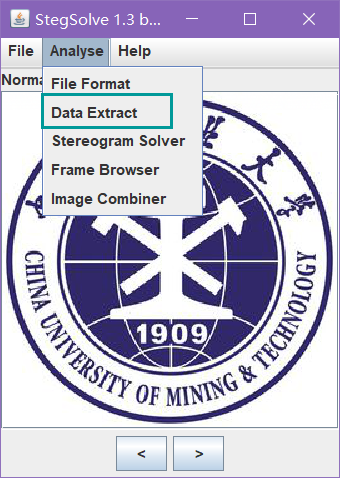 StegSolve 1.3 b...
File Analyse Help
Norma
File Format
Data Extract
Stereogram Solver
Frame Browser
Image Combiner
1909
CHINA UNIVERSITY OF MINING & TECHNOLOGY
< >